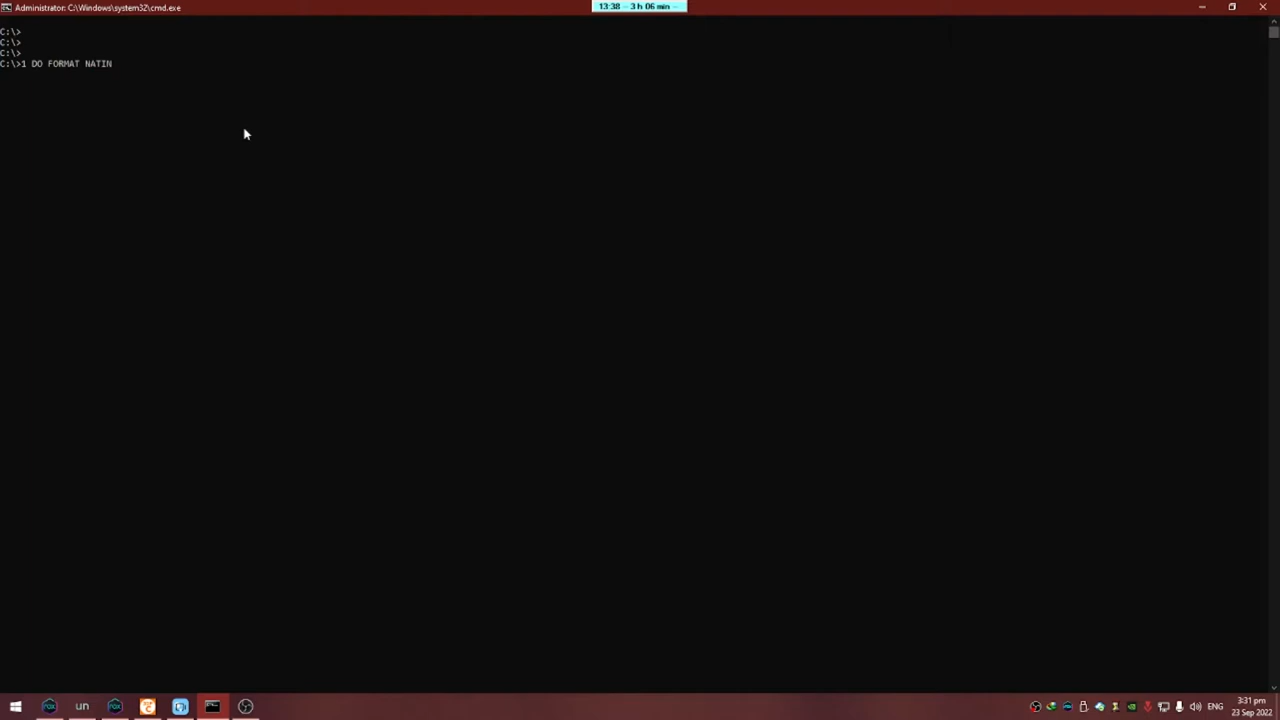 Administrator: C:\Windows\system32\cmd.exe
13:38 - 3 h 06 min -
C:\>
C:\>
C:\>
C:\>1 DO FORMAT NATIN
un
ENG
3:31 pm
23 Sep 2022